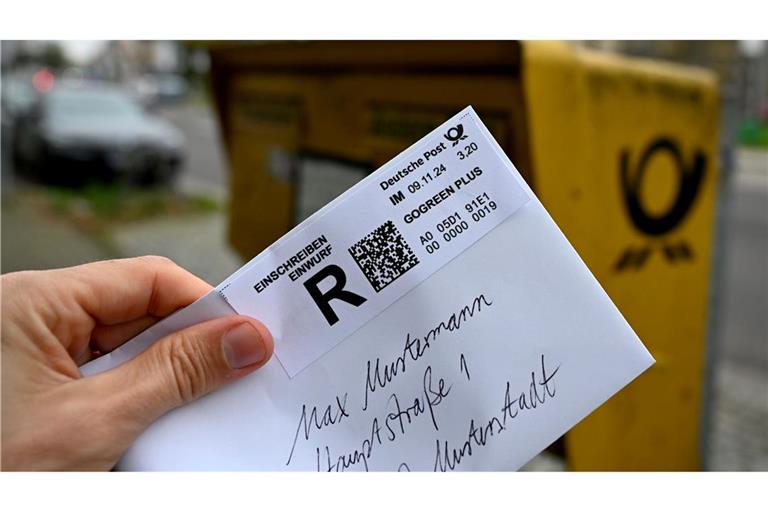 Deutsche Post
IM 09.11.24 3,20
GOGREEN PLUS
A0 05D1 91E1
00 0000 0019
EINSCHREIBEN
EINWURF
R
Max Mustermann
Hauptstraße 1
Musterstadt